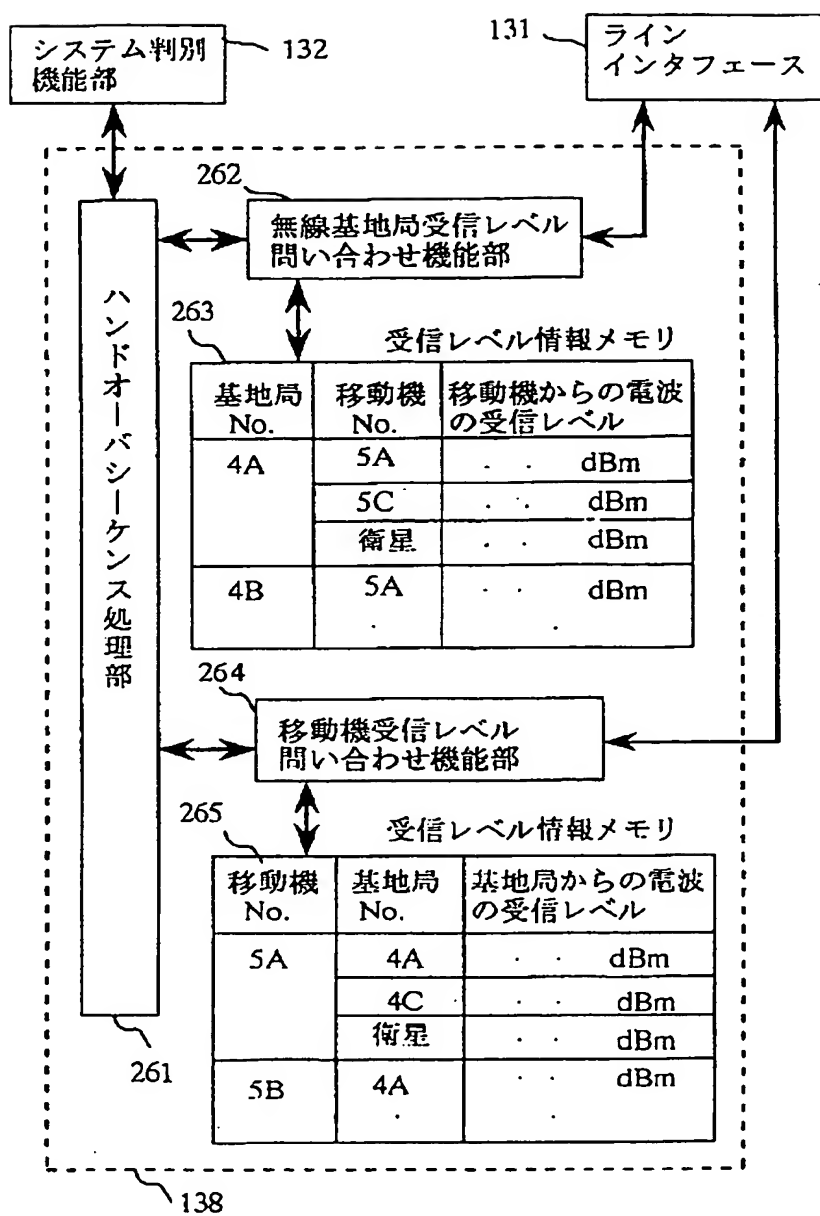 システム判別
機能部
132
131
ライン
インタフェース
262
無線基地局受信レベル
問い合わせ機能部
ハンドオーバシーケンス処理部
263
受信レベル情報メモリ
基地局
No.
移動機
No.
移動機からの電波
の受信レベル
4A
5A
. . dBm
5C
. . dBm
衛星
. . dBm
4B
5A
. . dBm
.
.
264
移動機受信レベル
問い合わせ機能部
265
受信レベル情報メモリ
移動機
No.
基地局
No.
基地局からの電波
の受信レベル
5A
4A
. . dBm
4C
. . dBm
衛星
. . dBm
5B
4A
. . dBm
.
.
261
138